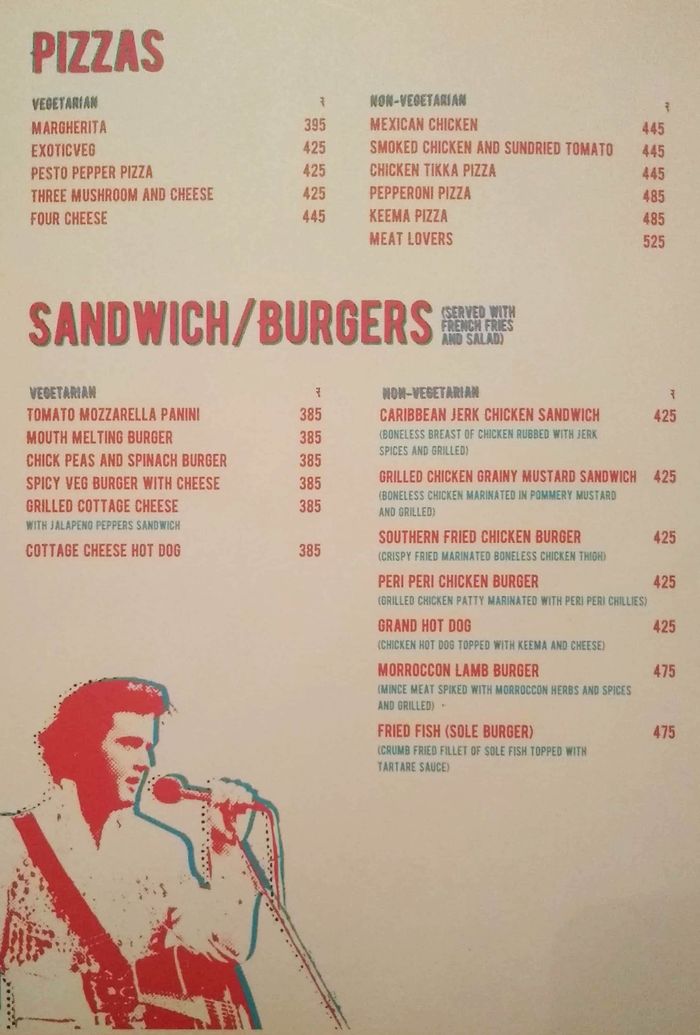 PIZZAS
VEGETARIAN ₹
MARGHERITA 395
EXOTICVEG 425
PESTO PEPPER PIZZA 425
THREE MUSHROOM AND CHEESE 425
FOUR CHEESE 445
NON-VEGETARIAN ₹
MEXICAN CHICKEN 445
SMOKED CHICKEN AND SUNDRIED TOMATO 445
CHICKEN TIKKA PIZZA 445
PEPPERONI PIZZA 485
KEEMA PIZZA 485
MEAT LOVERS 525
SANDWICH/BURGERS
(SERVED WITH
FRENCH FRIES
AND SALAD)
VEGETARIAN ₹
TOMATO MOZZARELLA PANINI 385
MOUTH MELTING BURGER 385
CHICK PEAS AND SPINACH BURGER 385
SPICY VEG BURGER WITH CHEESE 385
GRILLED COTTAGE CHEESE 385
WITH JALAPENG PEPPERS SANDWICH
COTTAGE CHEESE HOT DOG 385
NON-VEGETARIAN ₹
CARIBBEAN JERK CHICKEN SANDWICH 425
(BONELESS BREAST OF CHICKEN RUBBED WITH JERK
SPICES AND GRILLED)
GRILLED CHICKEN GRAINY MUSTARD SANDWICH 425
(BONELESS CHICKEN MARINATED IN POMMERY MUSTARD
AND GRILLED)
SOUTHERN FRIED CHICKEN BURGER 425
(CRISPY FRIED MARINATED BONELESS CHICKEN THIGH)
PERI PERI CHICKEN BURGER 425
(GRILLED CHICKEN PATTY MARINATED WITH PERI PERI CHILLIES)
GRAND HOT DOG 425
(CHICKEN HOT DOG TOPPED WITH KEEMA AND CHEESE)
MORROCCON LAMB BURGER 475
(MINCE MEAT SPIKED WITH MORROCCON HERBS AND SPICES
AND GRILLED)
FRIED FISH (SOLE BURGER) 475
(CRUMB FRIED FILLET OF SOLE FISH TOPPED WITH
TARTARE SAUCE)